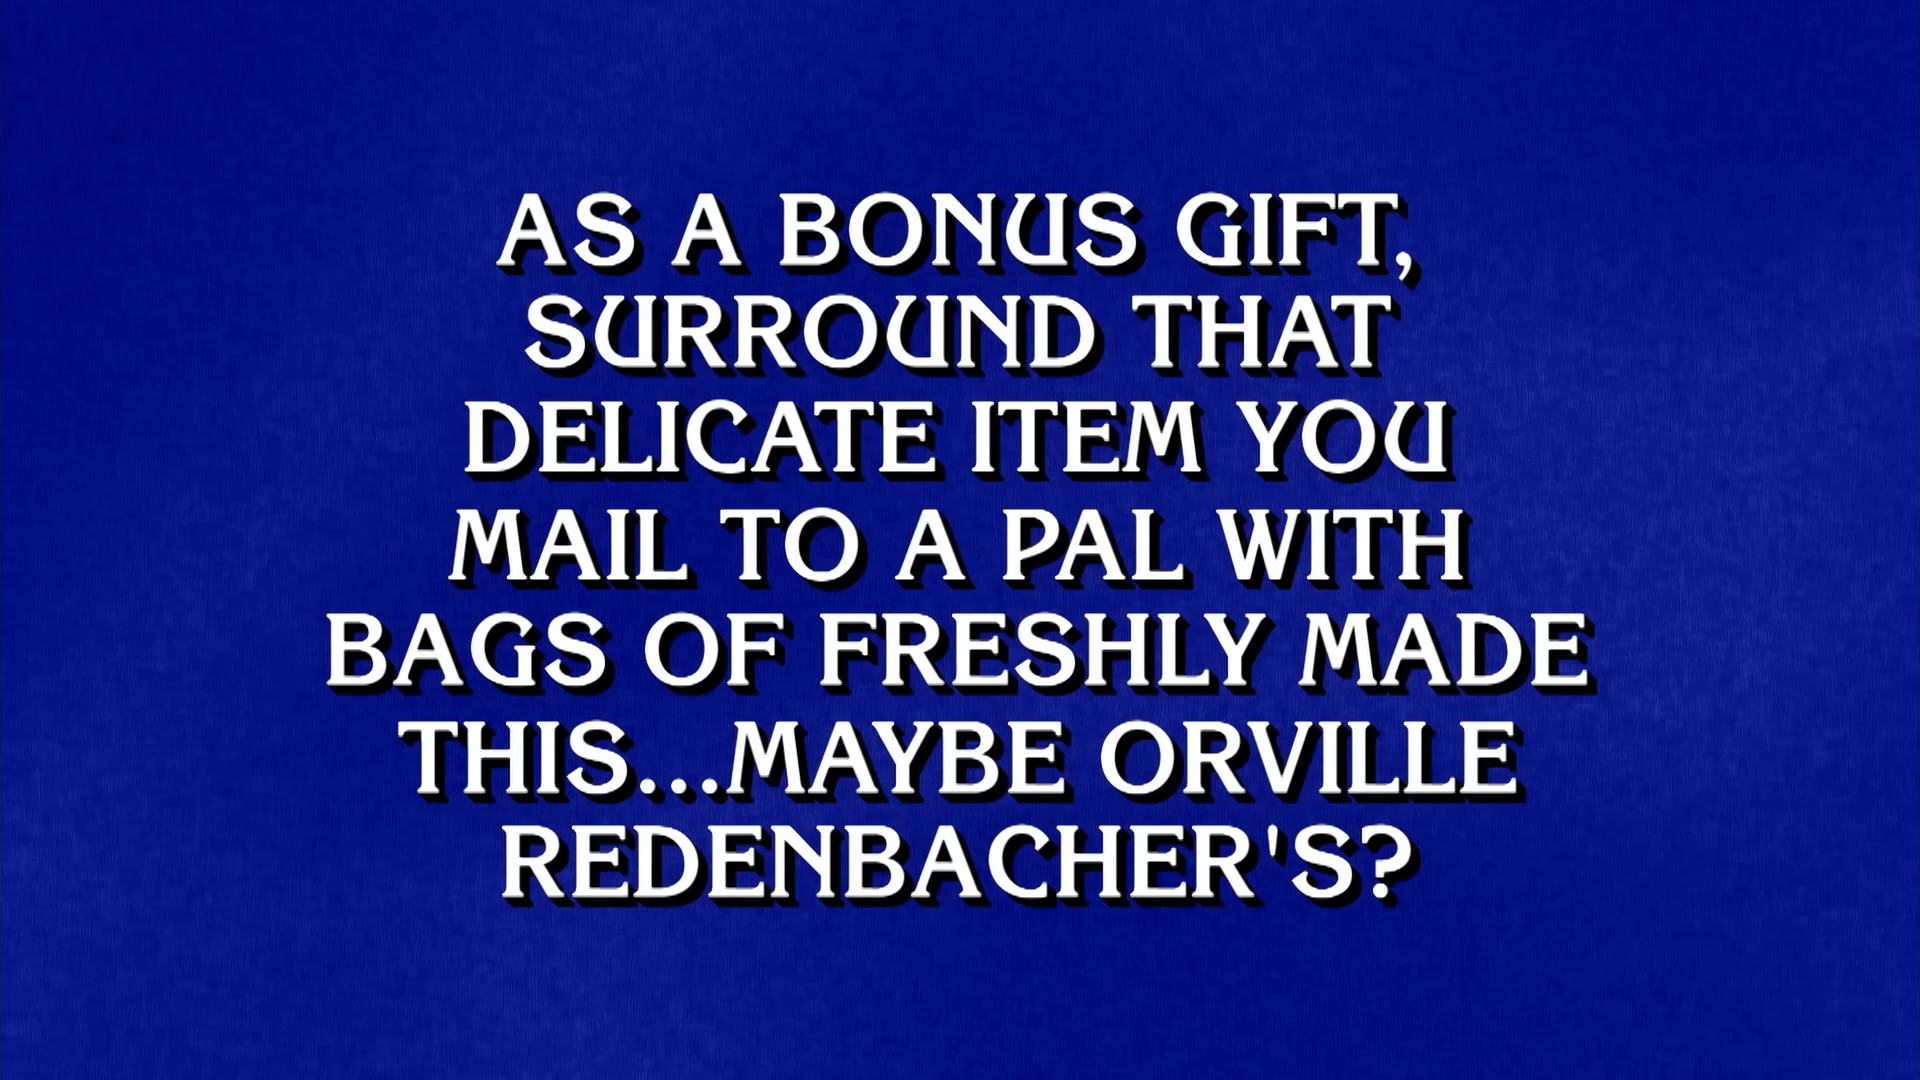 AS A BONUS GIFT,
SURROUND THAT
DELICATE ITEM YOU
MAIL TO A PAL WITH
BAGS OF FRESHLY MADE
THIS...MAYBE ORVILLE
REDENBACHER'S?